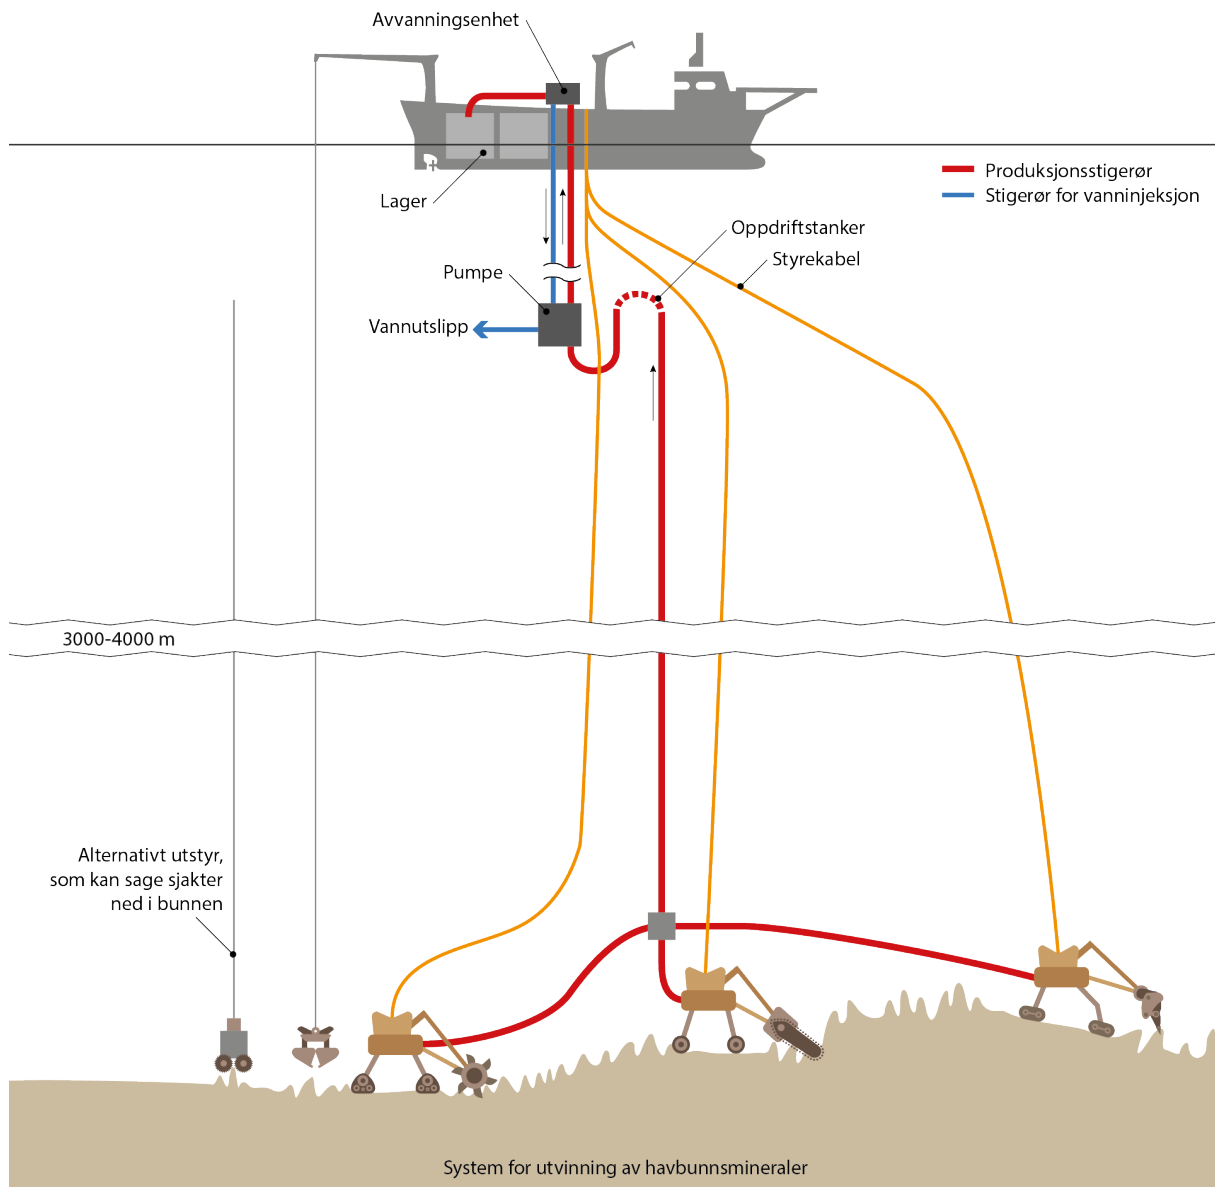 Avvanningsenhet
Lager
Produksjonsstigerør
Stigerør for vanninjeksjon
Oppdriftstanker
Styrekabel
Pumpe
Vannutslipp
3000-4000 m
Alternativt utstyr,
som kan sage sjakter
ned i bunnen
System for utvinning av havbunnsmineraler